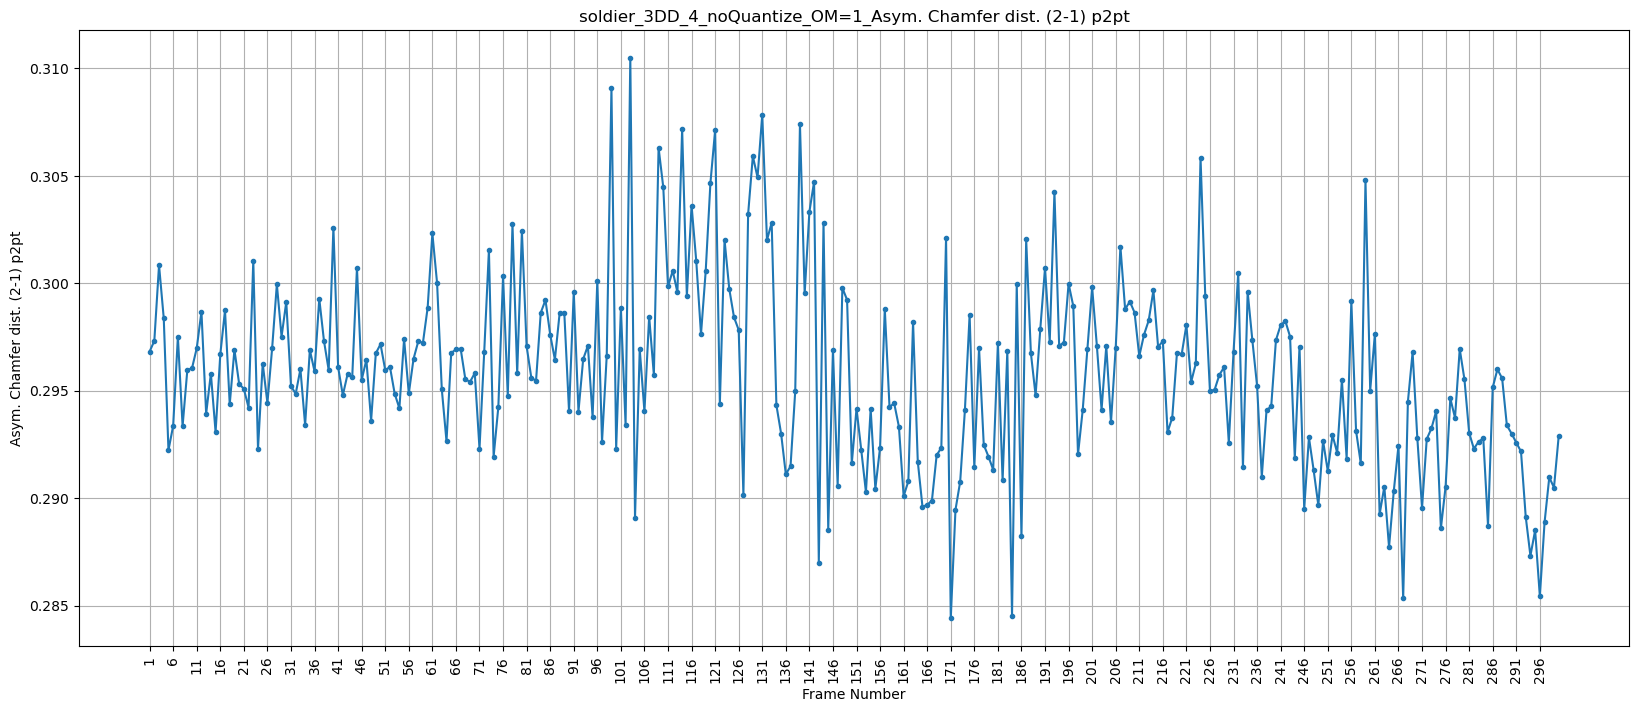 soldier_3DD_4_noQuantize_OM=1_Asym. Chamfer dist. (2-1) p2pt
Asym. Chamfer dist. (2-1) p2pt
0.310
0.305
0.300
0.295
0.290
0.285
1 6 11 16 21 26 31 36 41 46 51 56 61 66 71 76 81 86 91 96 101 106 111 116 121 126 131 136 141 146 151 156 161 166 171 176 181 186 191 196 201 206 211 216 221 226 231 236 241 246 251 256 261 266 271 276 281 286 291 296
Frame Number